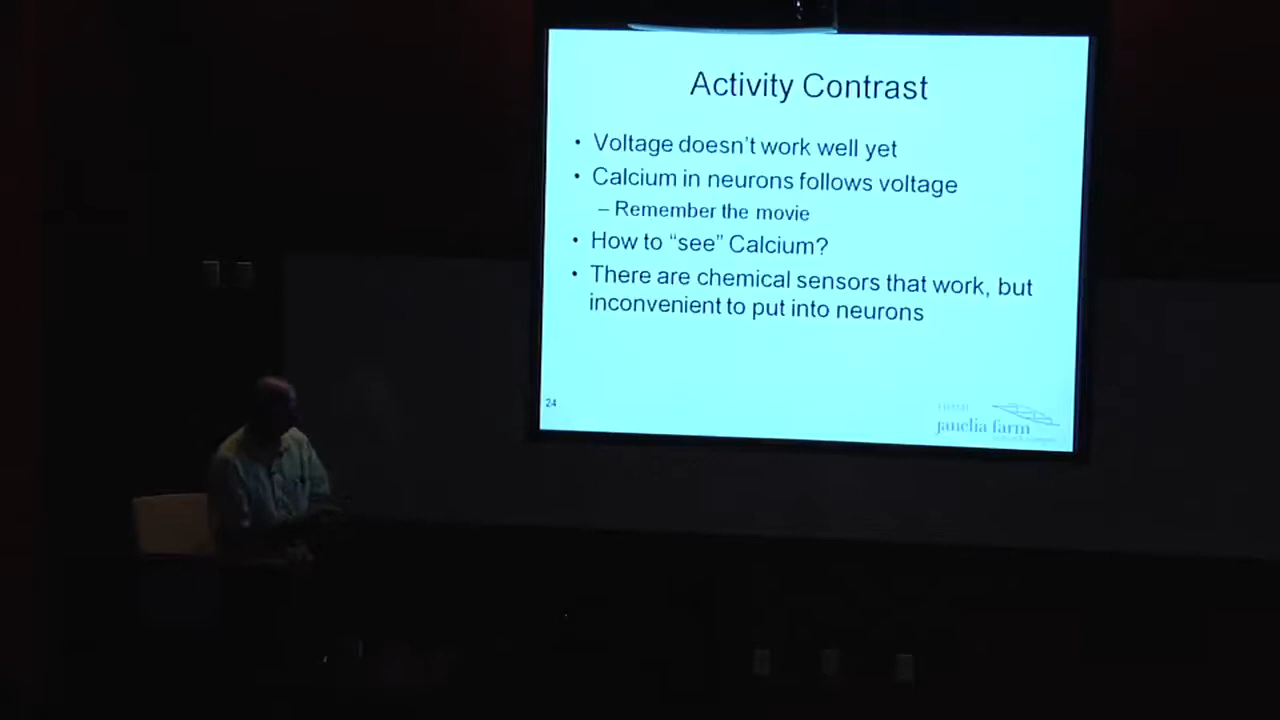 Activity Contrast
• Voltage doesn't work well yet
• Calcium in neurons follows voltage
– Remember the movie
• How to "see" Calcium?
• There are chemical sensors that work, but
inconvenient to put into neurons
24
janelia farm